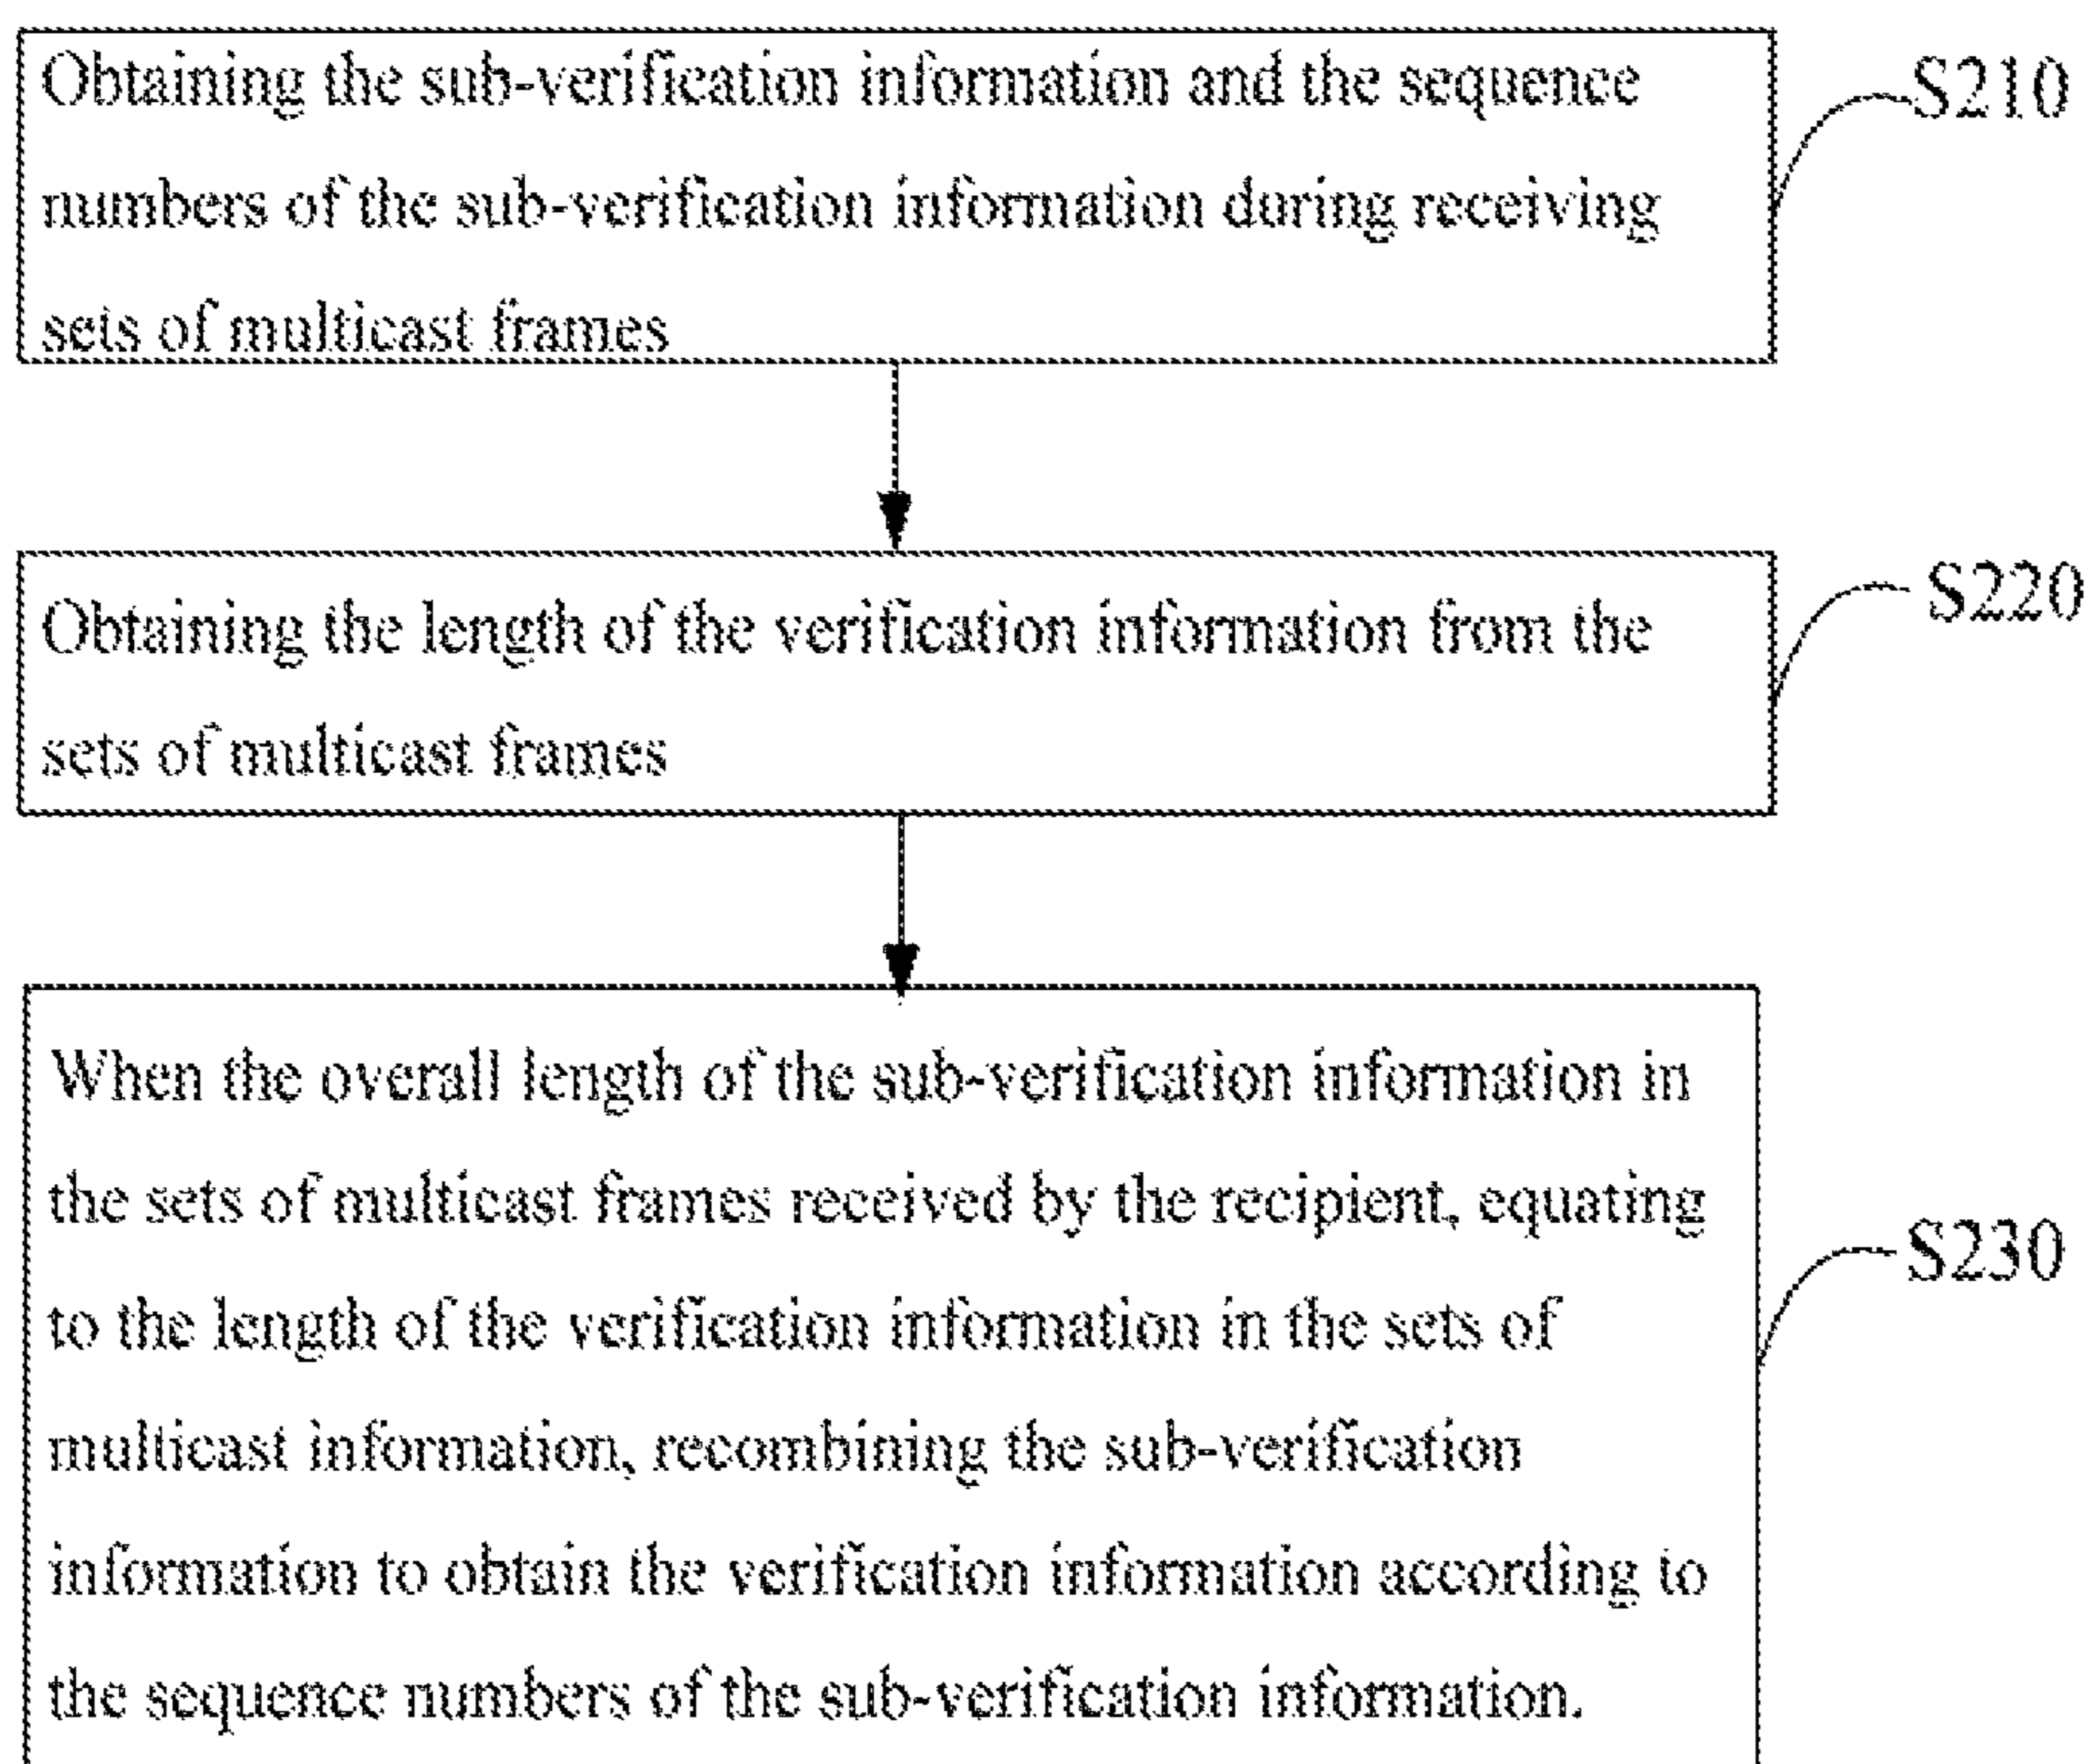 Obtaining the sub-verification information and the sequence
numbers of the sub-verification information during receiving
sets of multicast frames
S210
Obtaining the length of the verification information from the
sets of multicast frames
S220
When the overall length of the sub-verification information in
the sets of multicast frames received by the recipient, equating
to the length of the verification information in the sets of
multicast information, recombining the sub-verification
information to obtain the verification information according to
the sequence numbers of the sub-verification information.
S230